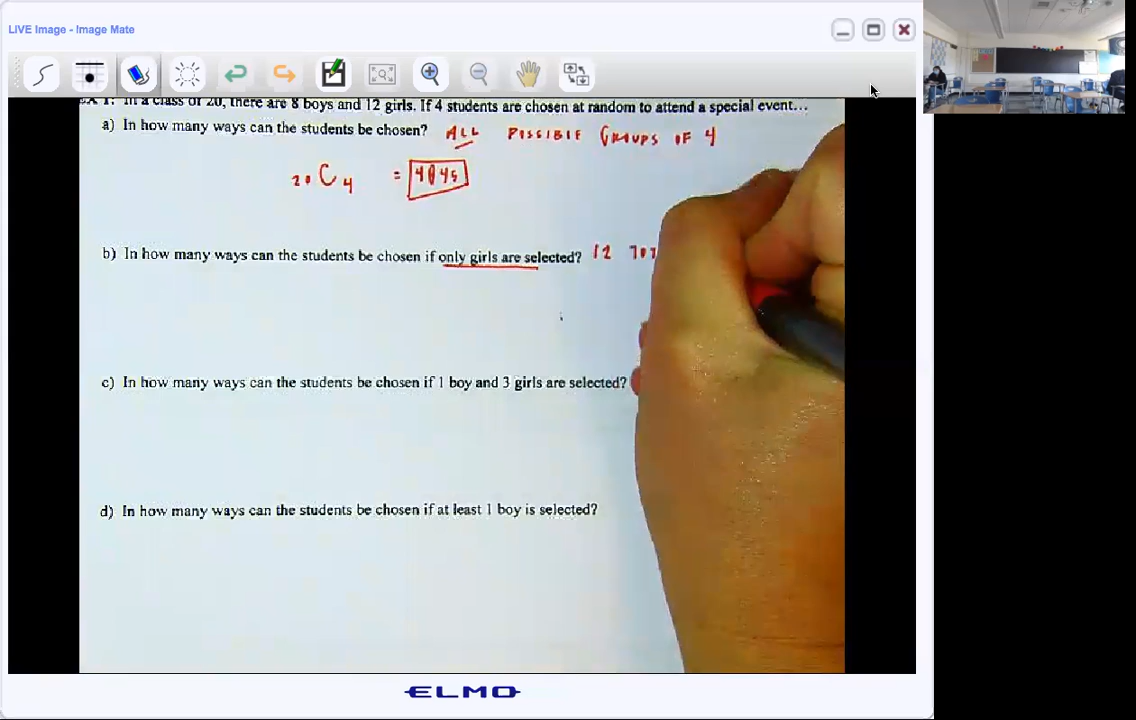 LIVE Image - Image Mate
EX 1: In a class of 20, there are 8 boys and 12 girls. If 4 students are chosen at random to attend a special event...
a) In how many ways can the students be chosen? ALL POSSIBLE GROUPS OF 4
20 C 4 = 4845
b) In how many ways can the students be chosen if only girls are selected? 12
c) In how many ways can the students be chosen if 1 boy and 3 girls are selected?
d) In how many ways can the students be chosen if at least 1 boy is selected?
ELMO